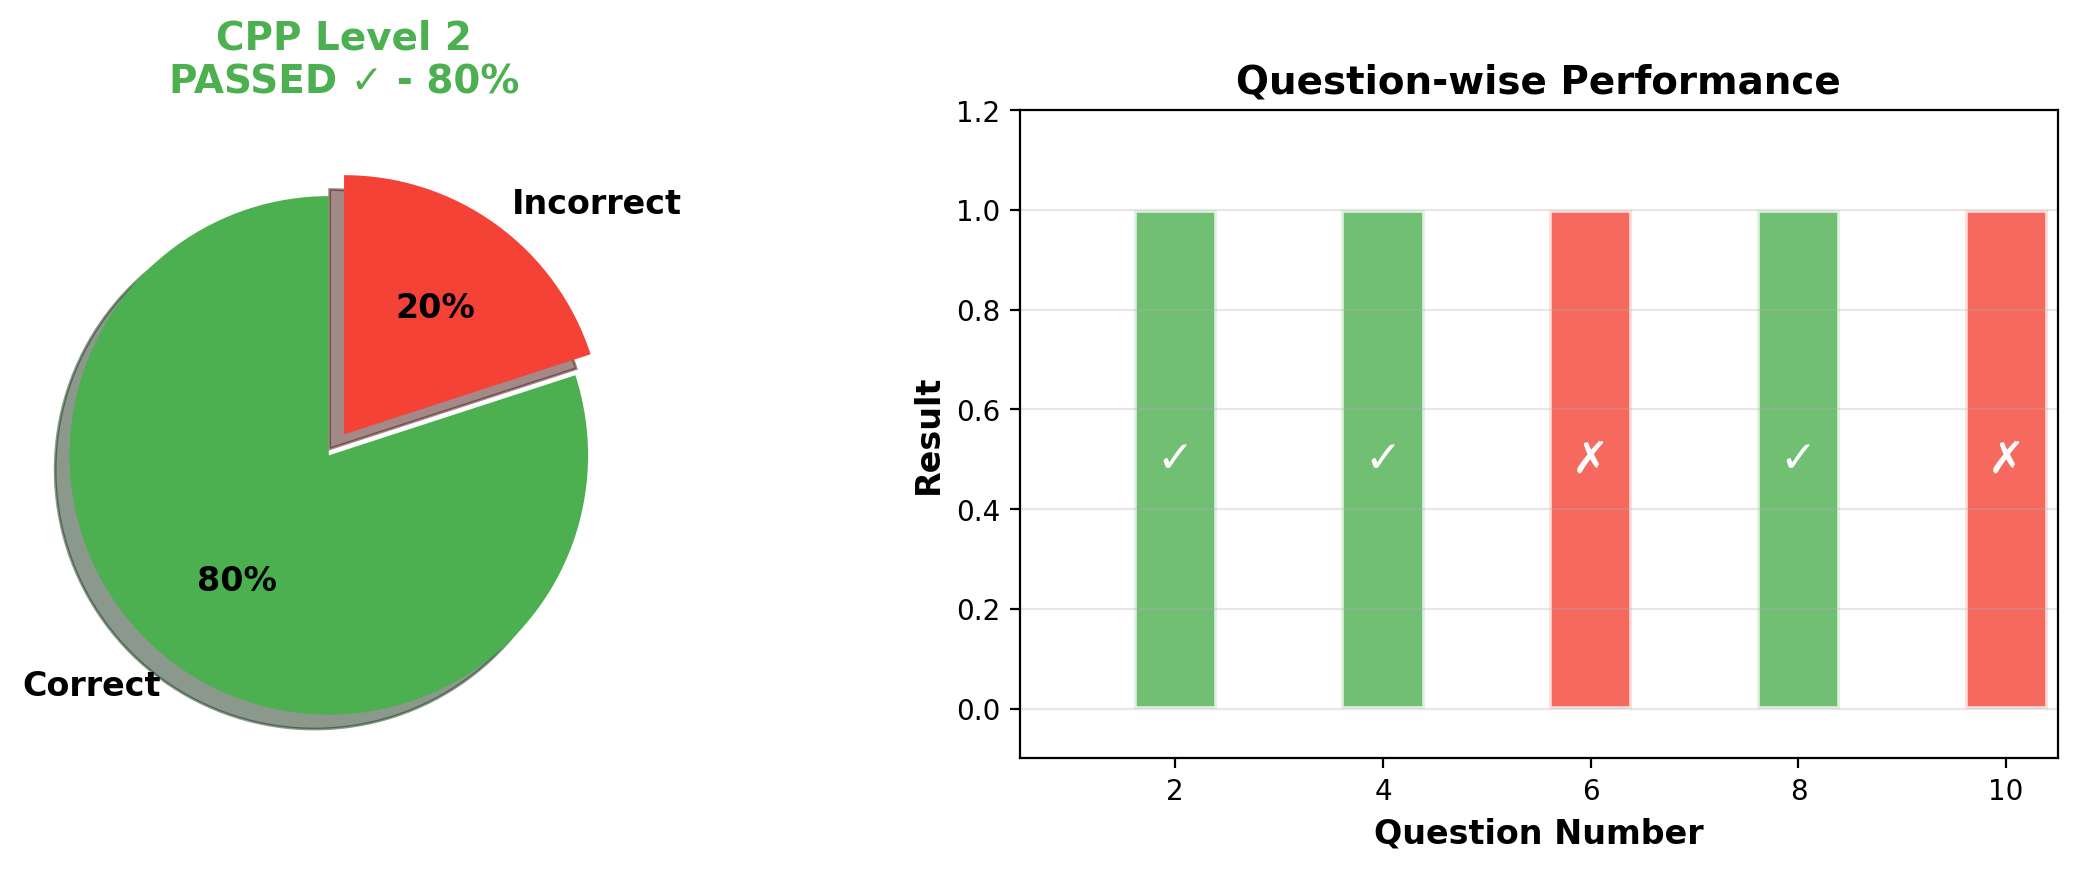 CPP Level 2
PASSED ✓ - 80%
Incorrect
20%
80%
Correct
Question-wise Performance
1.2
1.0
0.8
0.6
0.4
0.2
0.0
Result
✓ ✓ ✗ ✓ ✗
2 4 6 8 10
Question Number